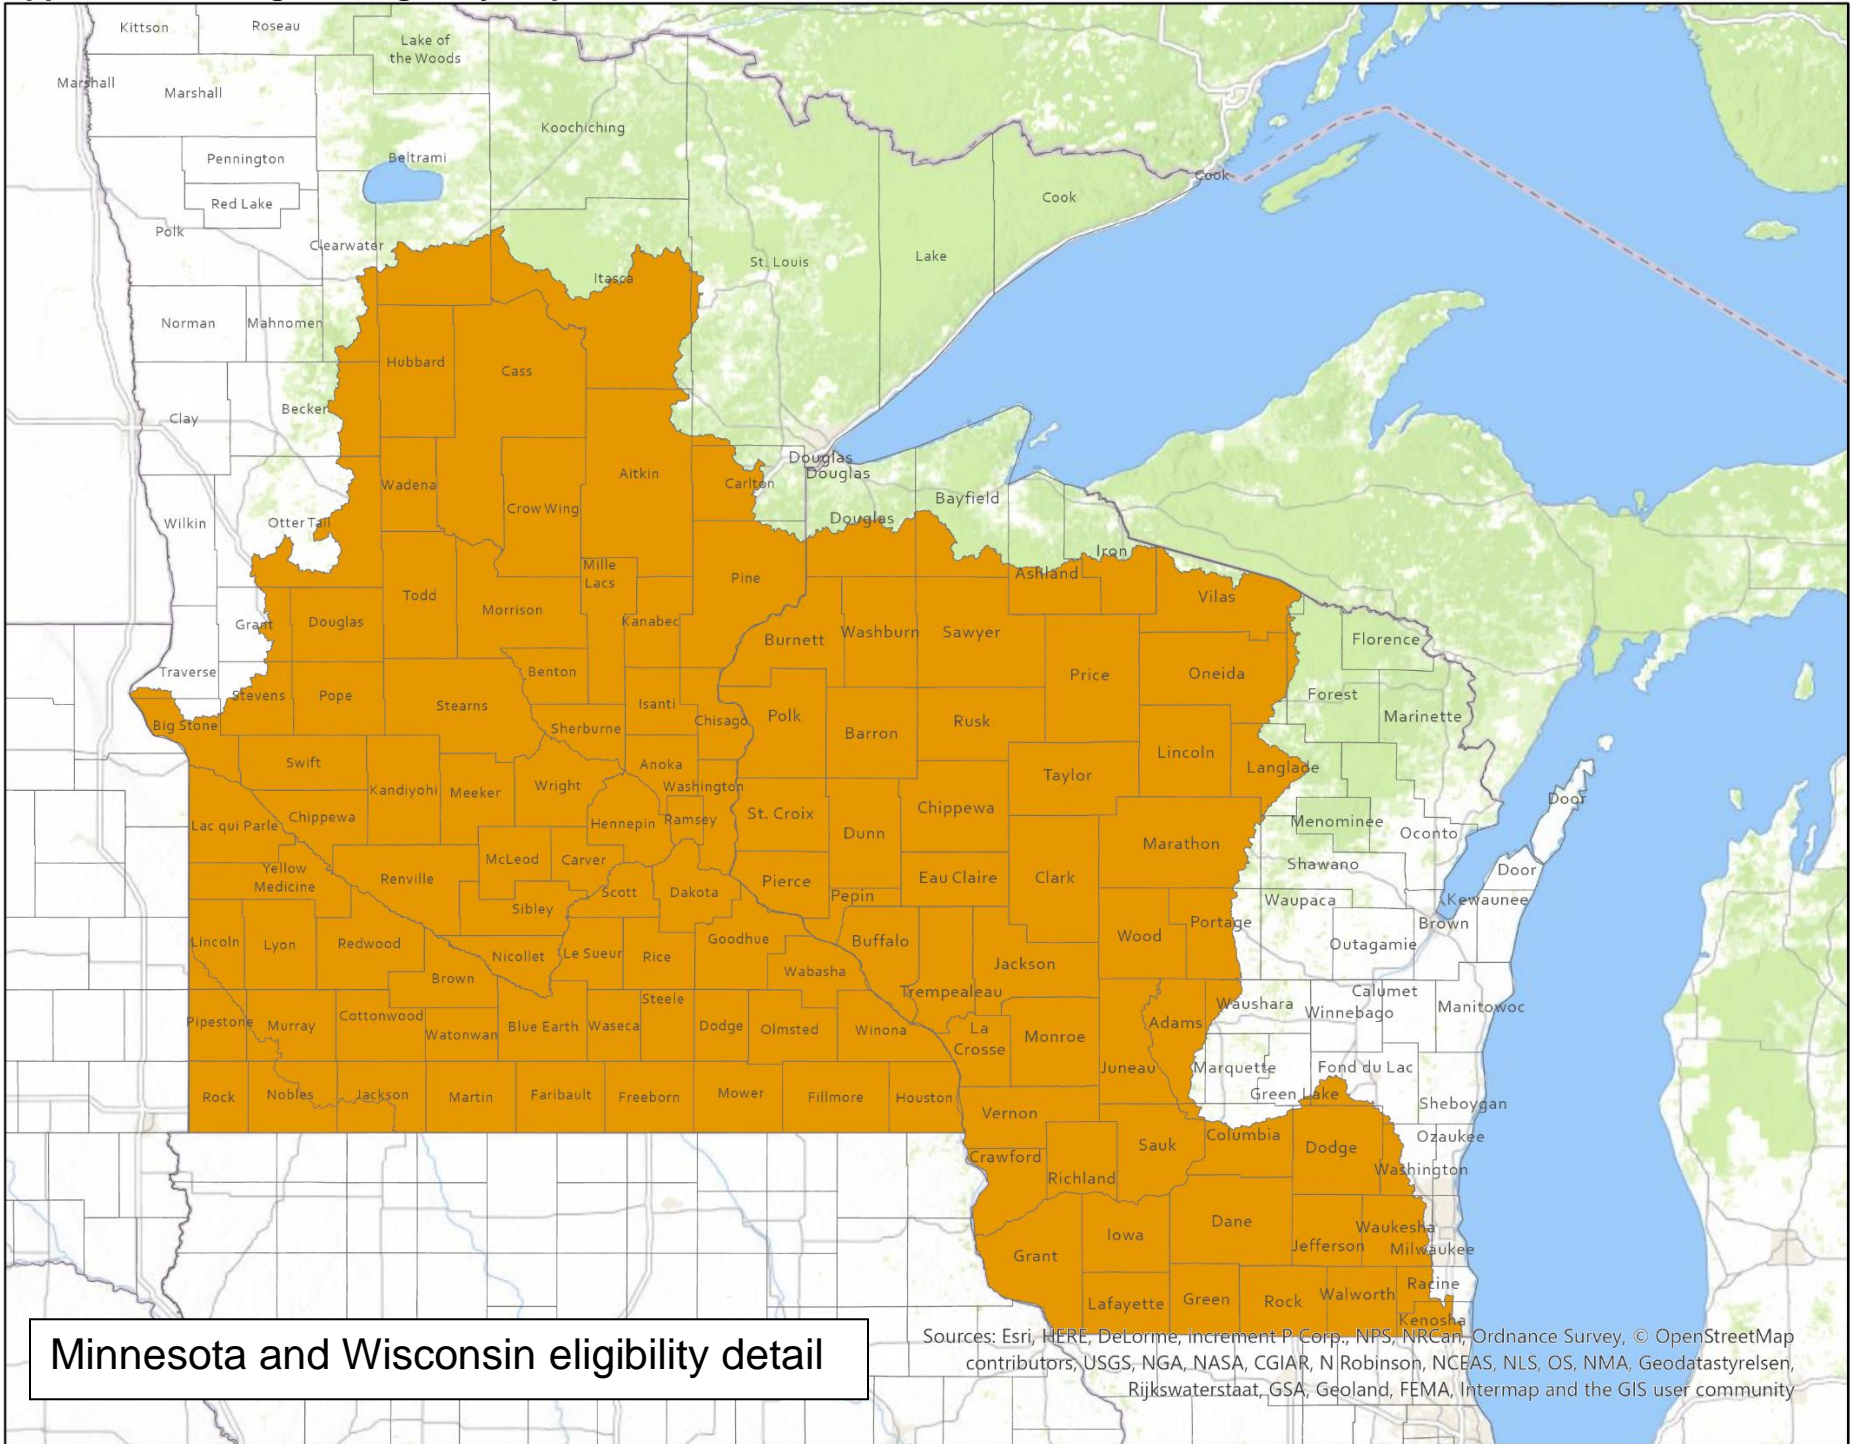 Kittson
Roseau
Lake of
the Woods
Marshall
Marshall
Koochiching
Pennington
Beltrami
Red Lake
Cook
Cook
Polk
Clearwater
Lake
St. Louis
Itasca
Norman
Mahnomen
Hubbard
Cass
Becker
Clay
Douglas
Douglas
Aitkin
Carlton
Wadena
Bayfield
Crow Wing
Douglas
Wilkin
Otter Tail
Iron
Mille
Lacs
Ashland
Pine
Todd
Vilas
Morrison
Grant
Douglas
Kanabec
Burnett
Washburn
Sawyer
Florence
Traverse
Benton
Price
Oneida
Stevens
Pope
Forest
Stearns
Isanti
Polk
Marinette
Chisago
Rusk
Big Stone
Sherburne
Barron
Lincoln
Swift
Anoka
Langlade
Taylor
Kandiyohi
Meeker
Wright
Washington
Door
Chippewa
St. Croix
Chippewa
Lac qui Parle
Hennepin
Ramsey
Menominee
Dunn
Oconto
Marathon
McLeod
Carver
Shawano
Yellow
Medicine
Door
Renville
Pierce
Eau Claire
Clark
Scott
Dakota
Pepin
Waupaca
Kewaunee
Sibley
Portage
Brown
Lincoln
Lyon
Redwood
Goodhue
Buffalo
Wood
Outagamie
Nicollet
Le Sueur
Rice
Jackson
Wabasha
Brown
Trempealeau
Calumet
Steele
Waushara
Winnebago
Manitowoc
Pipestone
Murray
Cottonwood
Watonwan
Blue Earth
Waseca
Dodge
Olmsted
Winona
La
Crosse
Monroe
Adams
Juneau
Marquette
Fond du Lac
Rock
Nobles
Jackson
Martin
Faribault
Freeborn
Mower
Fillmore
Houston
Green Lake
Sheboygan
Vernon
Columbia
Ozaukee
Sauk
Dodge
Crawford
Washington
Richland
Dane
Waukesha
Iowa
Jefferson
Milwaukee
Grant
Racine
Lafayette
Green
Rock
Walworth
Kenosha
Minnesota and Wisconsin eligibility detail
Sources: Esri, HERE, DeLorme, increment P Corp., NPS, NRCan, Ordnance Survey, © OpenStreetMap
contributors, USGS, NGA, NASA, CGIAR, N Robinson, NCEAS, NLS, OS, NMA, Geodatastyrelsen,
Rijkswaterstaat, GSA, Geoland, FEMA, Intermap and the GIS user community